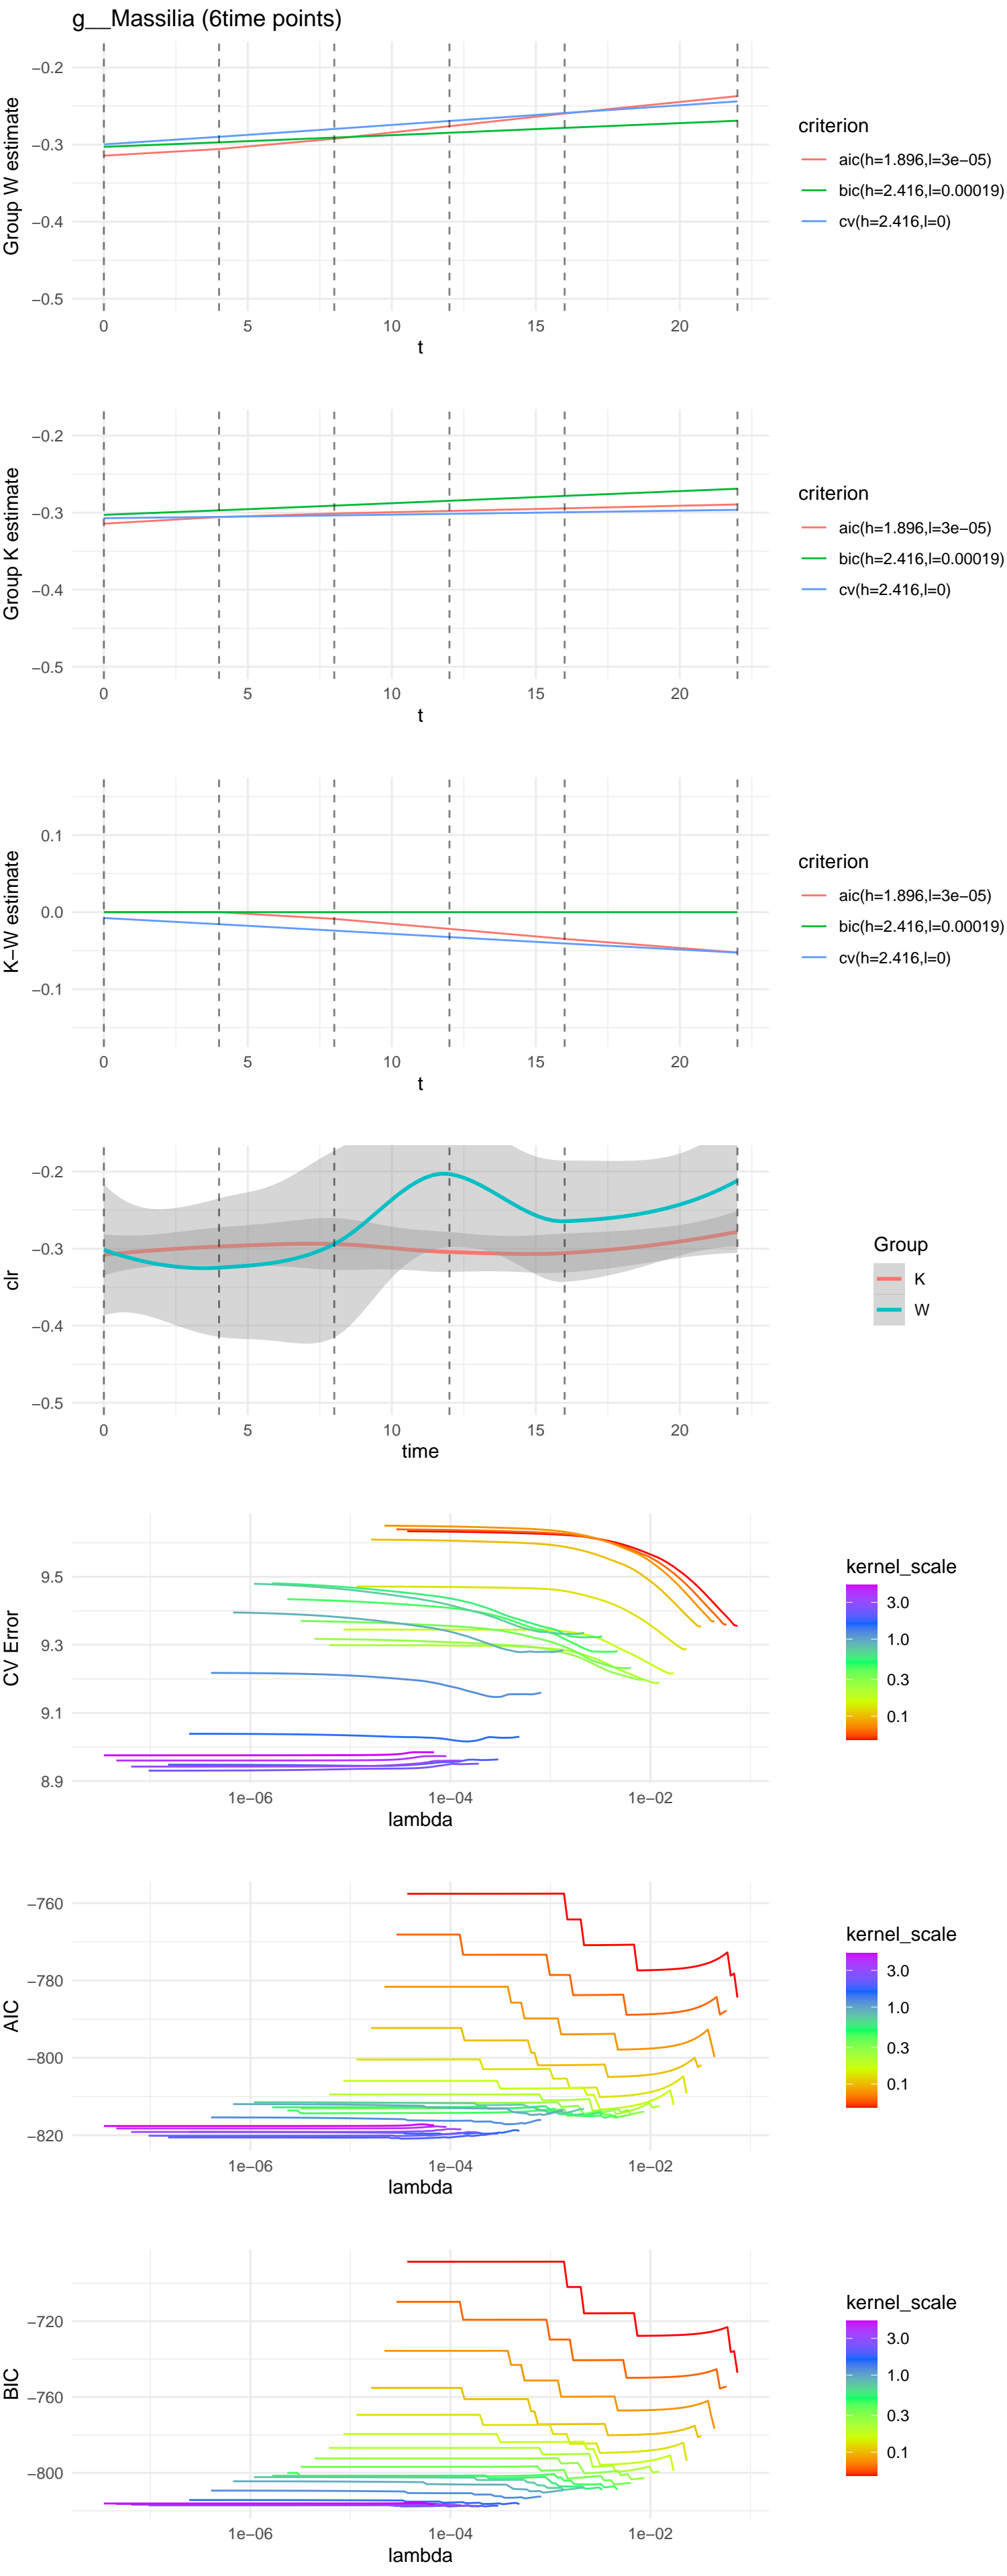 g__Massilia (6time points)
Group W estimate
−0.2
−0.3
−0.4
−0.5
0 5 10 15 20
t
criterion
aic(h=1.896,l=3e−05)
bic(h=2.416,l=0.00019)
cv(h=2.416,l=0)
Group K estimate
−0.2
−0.3
−0.4
−0.5
0 5 10 15 20
t
criterion
aic(h=1.896,l=3e−05)
bic(h=2.416,l=0.00019)
cv(h=2.416,l=0)
K−W estimate
0.1
0.0
−0.1
0 5 10 15 20
t
criterion
aic(h=1.896,l=3e−05)
bic(h=2.416,l=0.00019)
cv(h=2.416,l=0)
clr
−0.2
−0.3
−0.4
−0.5
0 5 10 15 20
time
Group
K
W
CV Error
9.5
9.3
9.1
8.9
1e−06 1e−04 1e−02
lambda
kernel_scale
3.0
1.0
0.3
0.1
AIC
−760
−780
−800
−820
1e−06 1e−04 1e−02
lambda
kernel_scale
3.0
1.0
0.3
0.1
BIC
−720
−760
−800
1e−06 1e−04 1e−02
lambda
kernel_scale
3.0
1.0
0.3
0.1